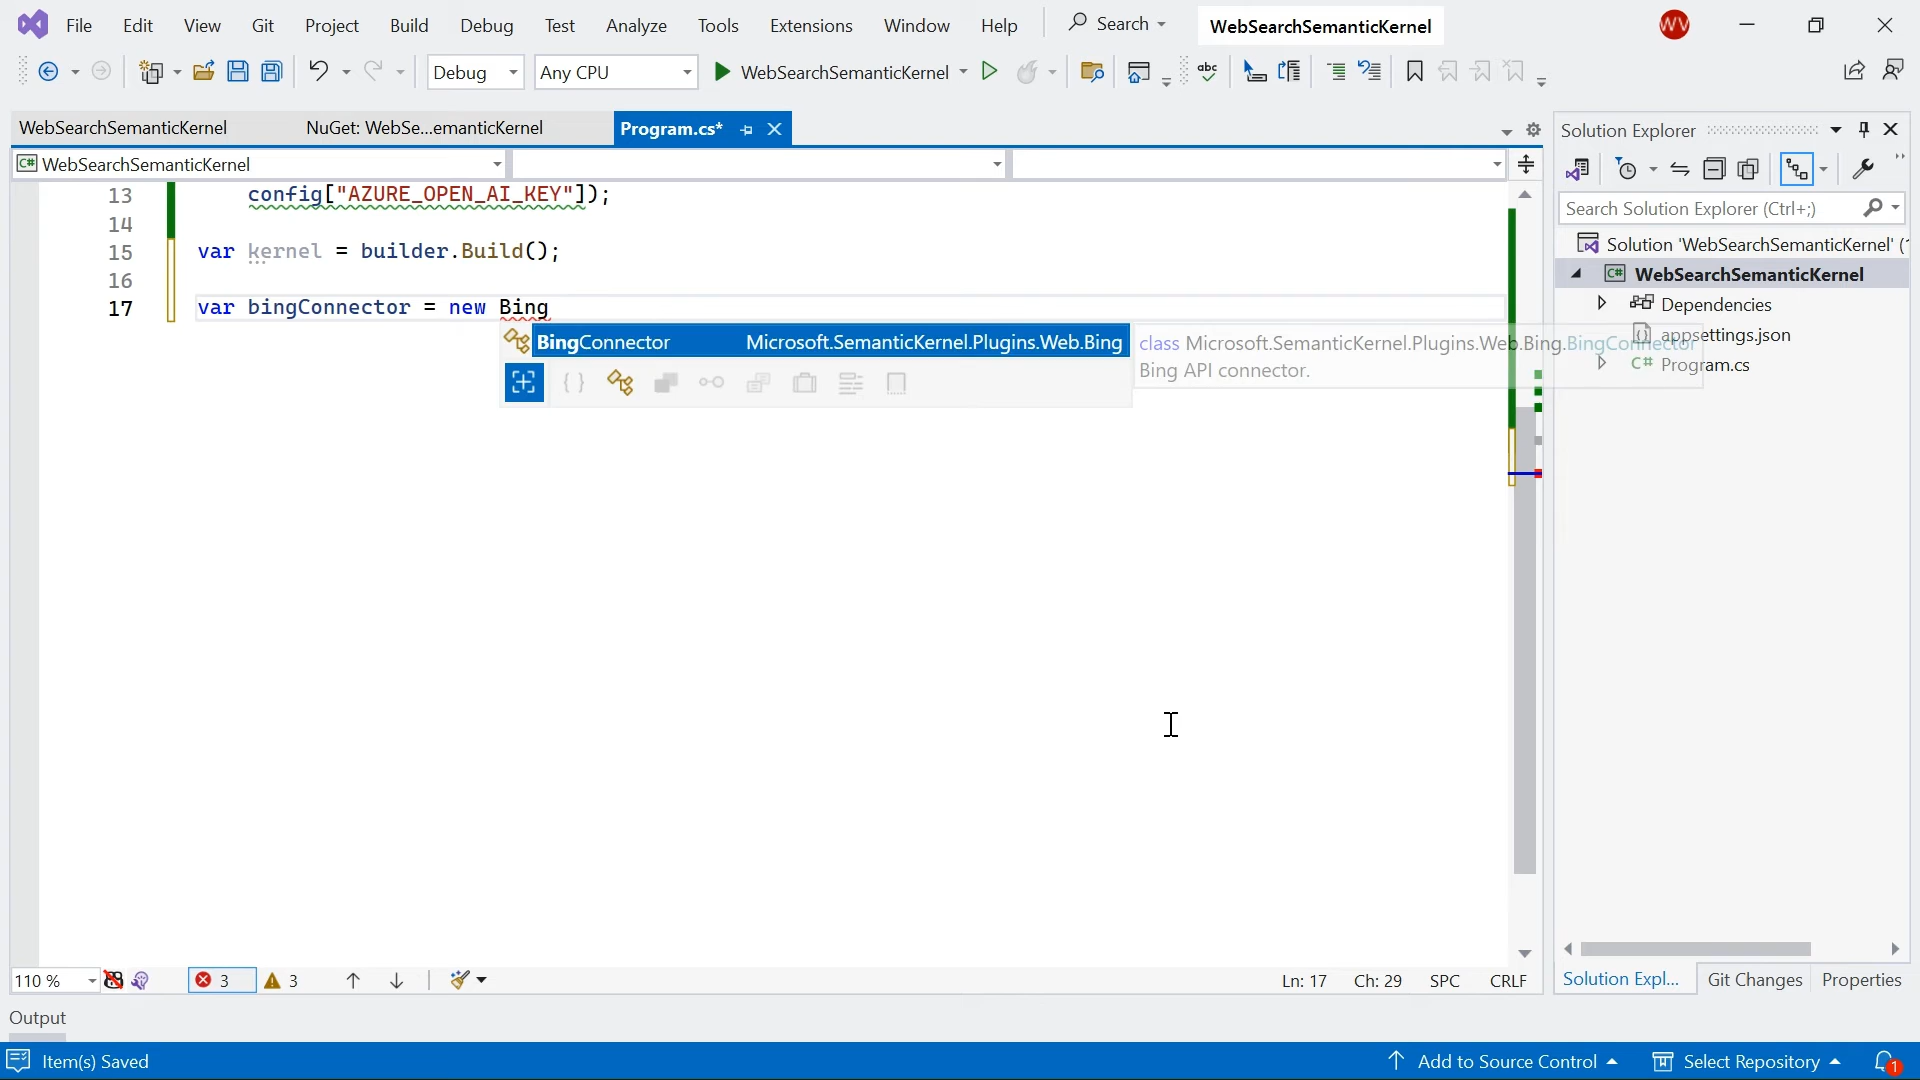 File Edit View Git Project Build Debug Test Analyze Tools Extensions Window Help Search WebSearchSemanticKernel WV
Debug Any CPU WebSearchSemanticKernel abc
WebSearchSemanticKernel NuGet: WebSe...emanticKernel Program.cs*
C# WebSearchSemanticKernel
13 config["AZURE_OPEN_AI_KEY"]);
14
15 var kernel = builder.Build();
16
17 var bingConnector = new Bing
BingConnector Microsoft.SemanticKernel.Plugins.Web.Bing
class Microsoft.SemanticKernel.Plugins.Web.Bing.BingConnector
Bing API connector.
Solution Explorer
Search Solution Explorer (Ctrl+;)
Solution 'WebSearchSemanticKernel' (
C# WebSearchSemanticKernel
Dependencies
appsettings.json
C# Program.cs
110 % 3 3 Ln: 17 Ch: 29 SPC CRLF
Solution Expl... Git Changes Properties
Output
Item(s) Saved Add to Source Control Select Repository 1